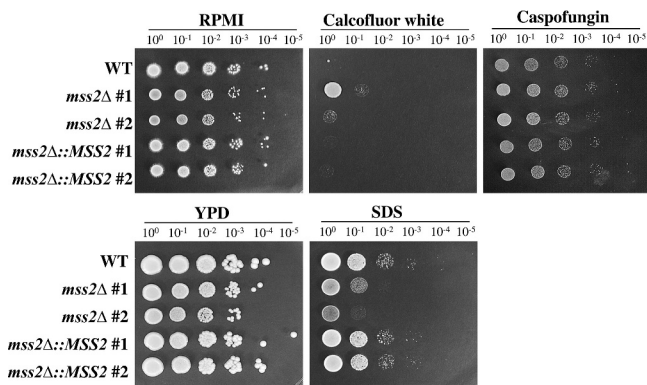 RPMI Calcofluor white Caspofungin
10⁰ 10⁻¹ 10⁻² 10⁻³ 10⁻⁴ 10⁻⁵ 10⁰ 10⁻¹ 10⁻² 10⁻³ 10⁻⁴ 10⁻⁵ 10⁰ 10⁻¹ 10⁻² 10⁻³ 10⁻⁴ 10⁻⁵
WT
mss2Δ #1
mss2Δ #2
mss2Δ::MSS2 #1
mss2Δ::MSS2 #2
YPD SDS
10⁰ 10⁻¹ 10⁻² 10⁻³ 10⁻⁴ 10⁻⁵ 10⁰ 10⁻¹ 10⁻² 10⁻³ 10⁻⁴ 10⁻⁵
WT
mss2Δ #1
mss2Δ #2
mss2Δ::MSS2 #1
mss2Δ::MSS2 #2